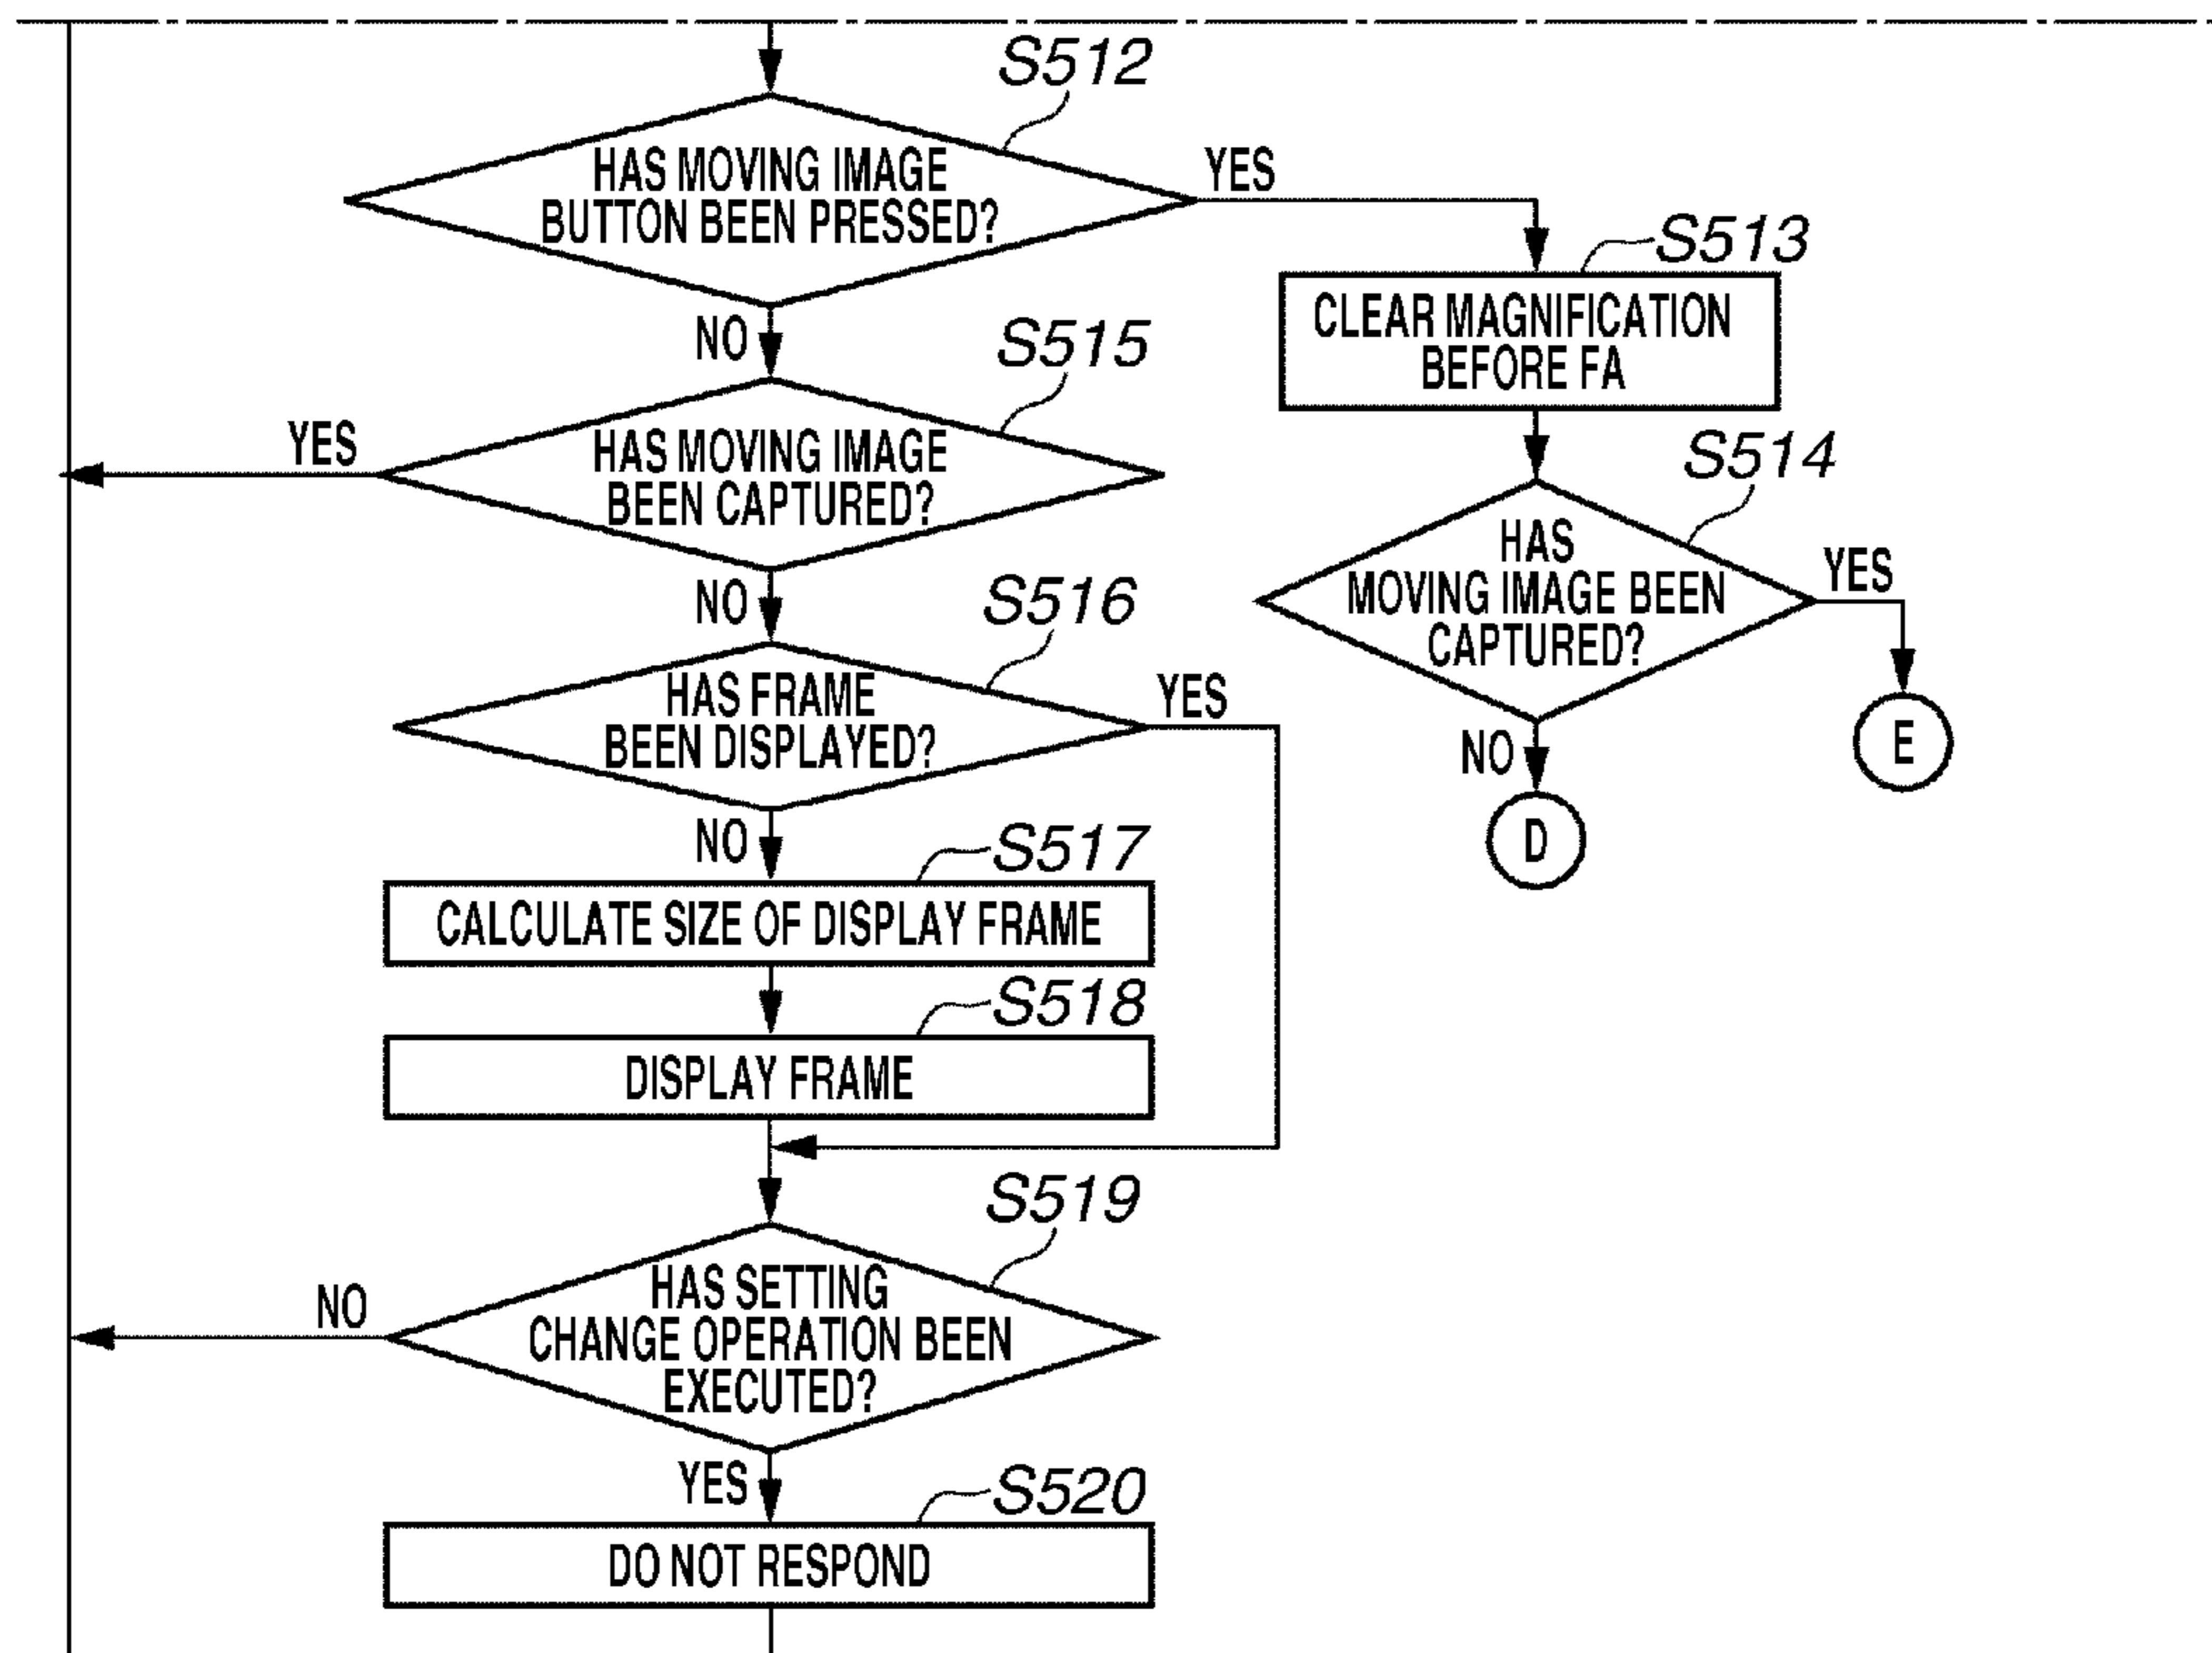 S512
HAS MOVING IMAGE
BUTTON BEEN PRESSED?
YES
NO
S513
CLEAR MAGNIFICATION
BEFORE FA
S515
HAS MOVING IMAGE
BEEN CAPTURED?
YES
NO
S514
HAS
MOVING IMAGE BEEN
CAPTURED?
YES
NO
E
D
S516
HAS FRAME
BEEN DISPLAYED?
YES
NO
S517
CALCULATE SIZE OF DISPLAY FRAME
S518
DISPLAY FRAME
S519
HAS SETTING
CHANGE OPERATION BEEN
EXECUTED?
NO
YES
S520
DO NOT RESPOND